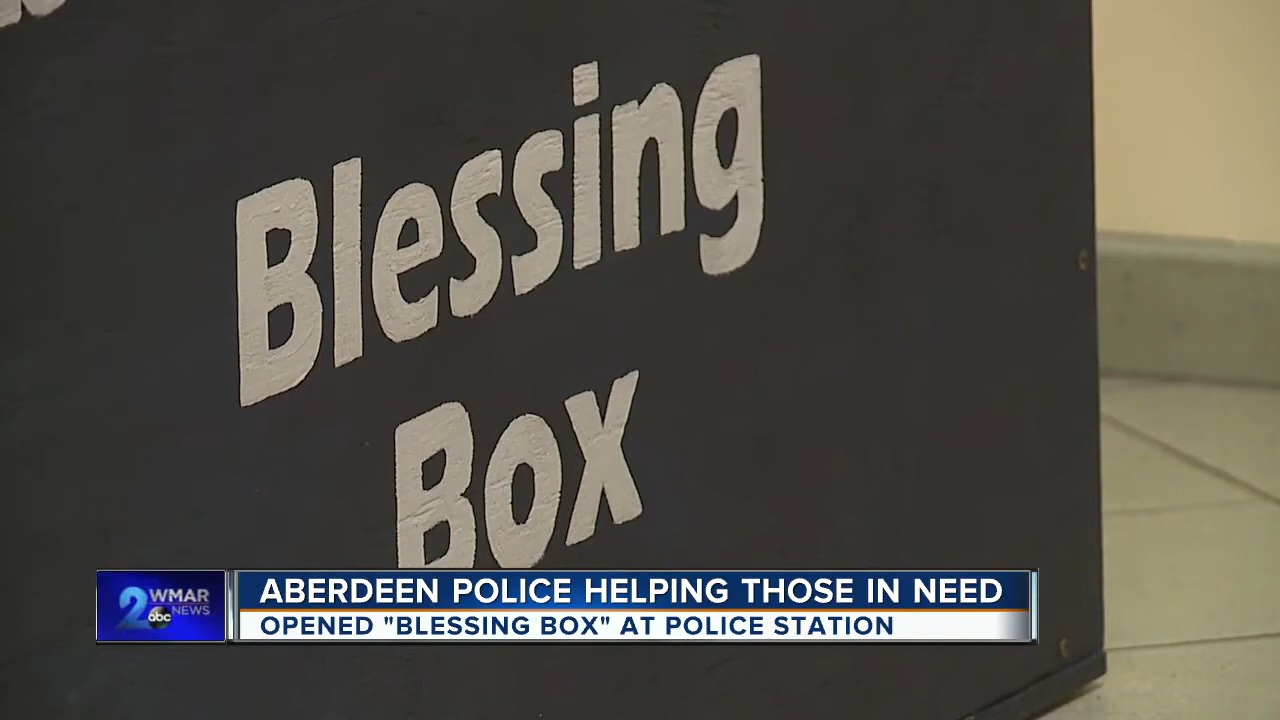 Blessing
Box
2 WMAR
abc NEWS
ABERDEEN POLICE HELPING THOSE IN NEED
OPENED "BLESSING BOX" AT POLICE STATION